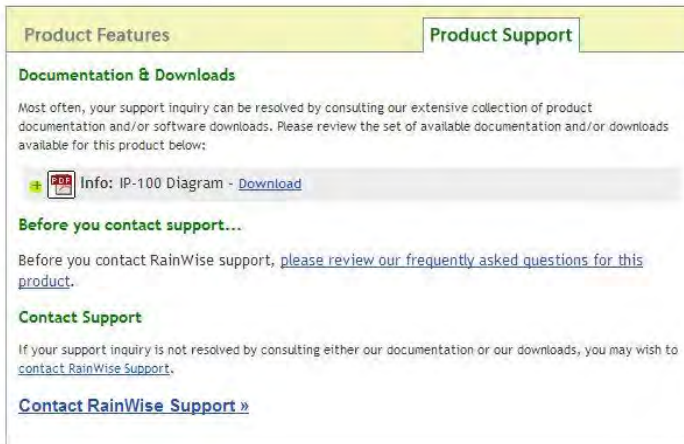 Product Features
Product Support
Documentation & Downloads
Most often, your support inquiry can be resolved by consulting our extensive collection of product
documentation and/or software downloads. Please review the set of available documentation and/or downloads
available for this product below:
+ PDF Info: IP-100 Diagram - Download
Before you contact support...
Before you contact RainWise support, please review our frequently asked questions for this
product.
Contact Support
If your support inquiry is not resolved by consulting either our documentation or our downloads, you may wish to
contact RainWise Support.
Contact RainWise Support »